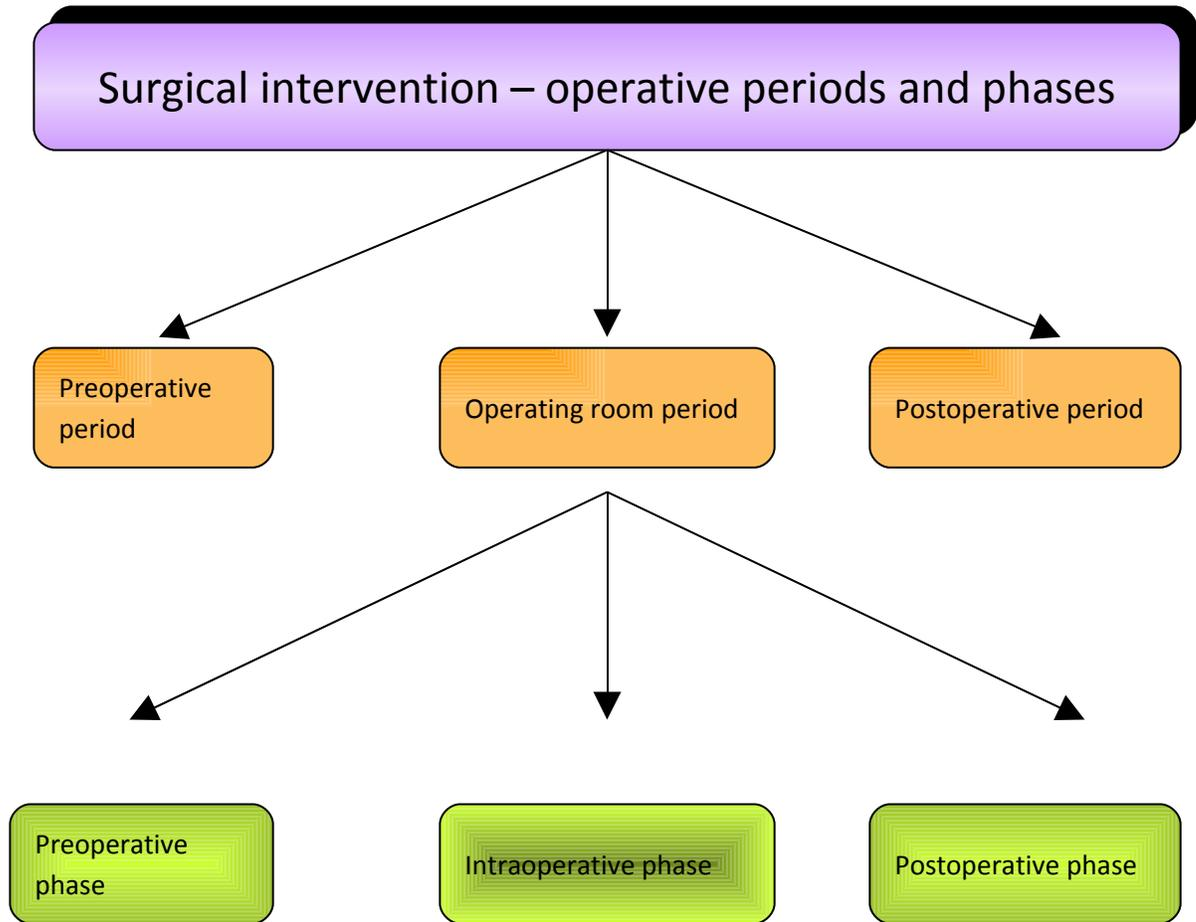 Surgical intervention – operative periods and phases
Preoperative
period
Operating room period
Postoperative period
Preoperative
phase
Intraoperative phase
Postoperative phase